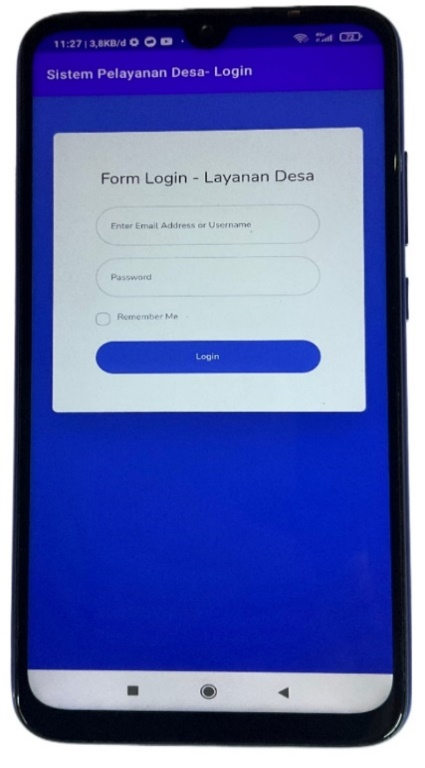 11:27 | 3,8KB/d
72
Sistem Pelayanan Desa- Login
Form Login - Layanan Desa
Enter Email Address or Username
Password
Remember Me
Login